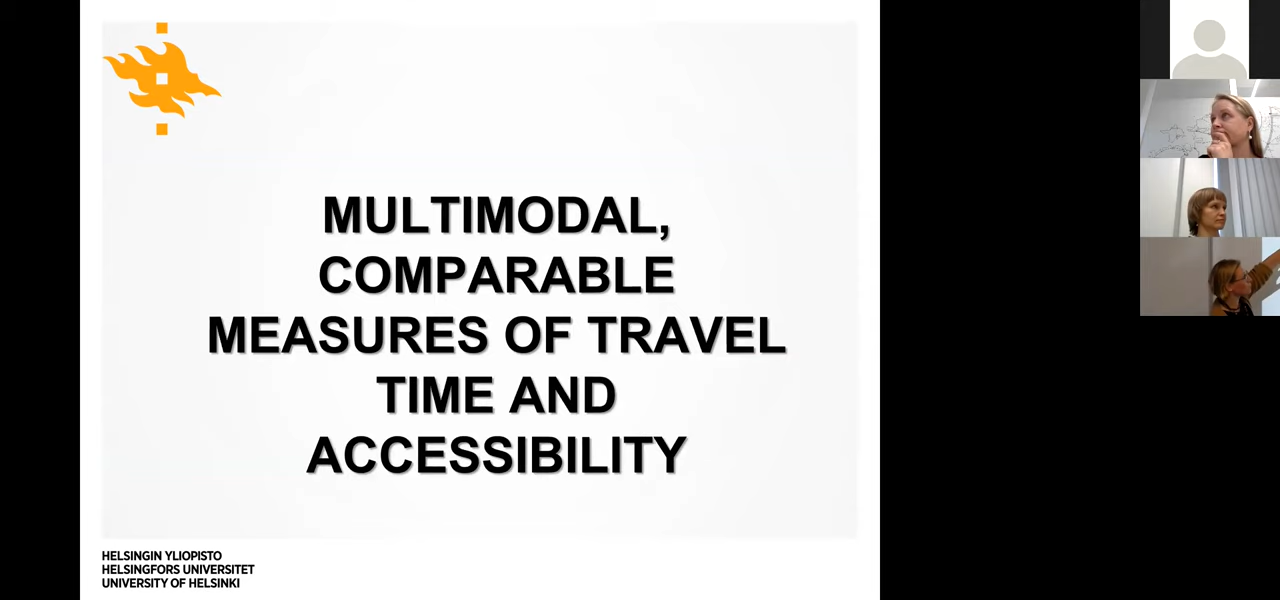 MULTIMODAL,
COMPARABLE
MEASURES OF TRAVEL
TIME AND
ACCESSIBILITY
HELSINGIN YLIOPISTO
HELSINGFORS UNIVERSITET
UNIVERSITY OF HELSINKI